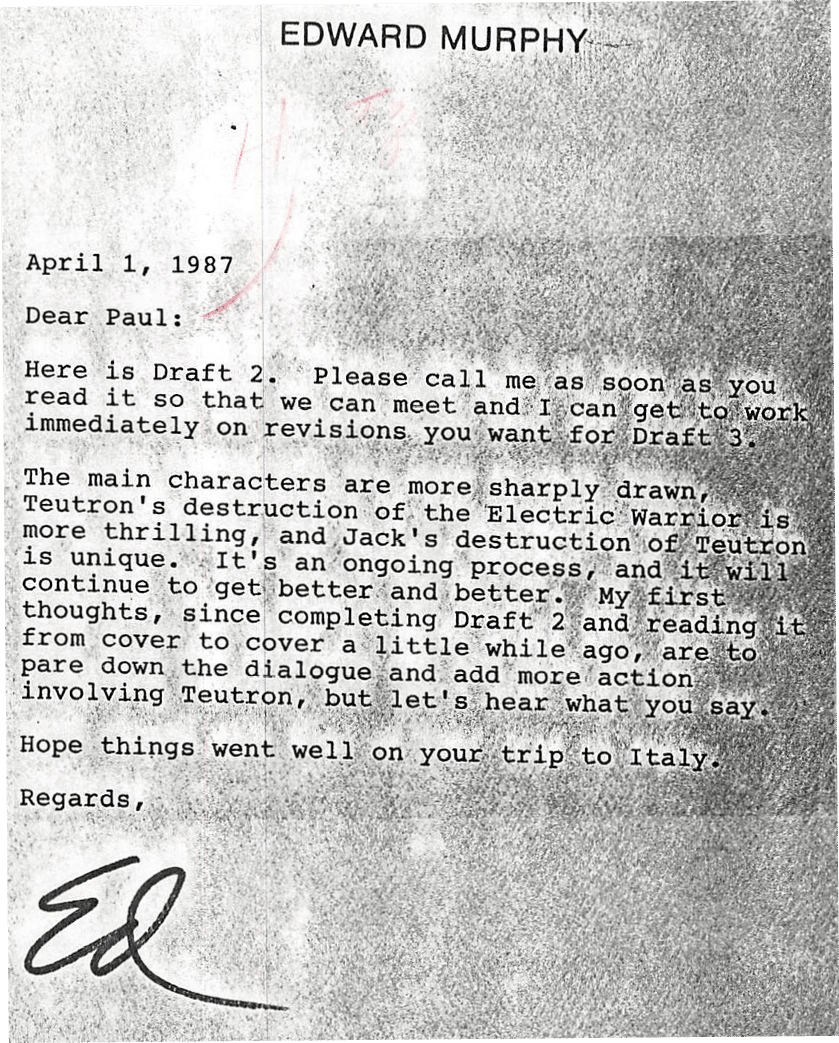 EDWARD MURPHY
April 1, 1987
Dear Paul:
Here is Draft 2.  Please call me as soon as you
read it so that we can meet and I can get to work
immediately on revisions you want for Draft 3.
The main characters are more sharply drawn,
Teutron's destruction of the Electric Warrior is
more thrilling, and Jack's destruction of Teutron
is unique.  It's an ongoing process, and it will
continue to get better and better.  My first
thoughts, since completing Draft 2 and reading it
from cover to cover a little while ago, are to
pare down the dialogue and add more action
involving Teutron, but let's hear what you say.
Hope things went well on your trip to Italy.
Regards,
Ed